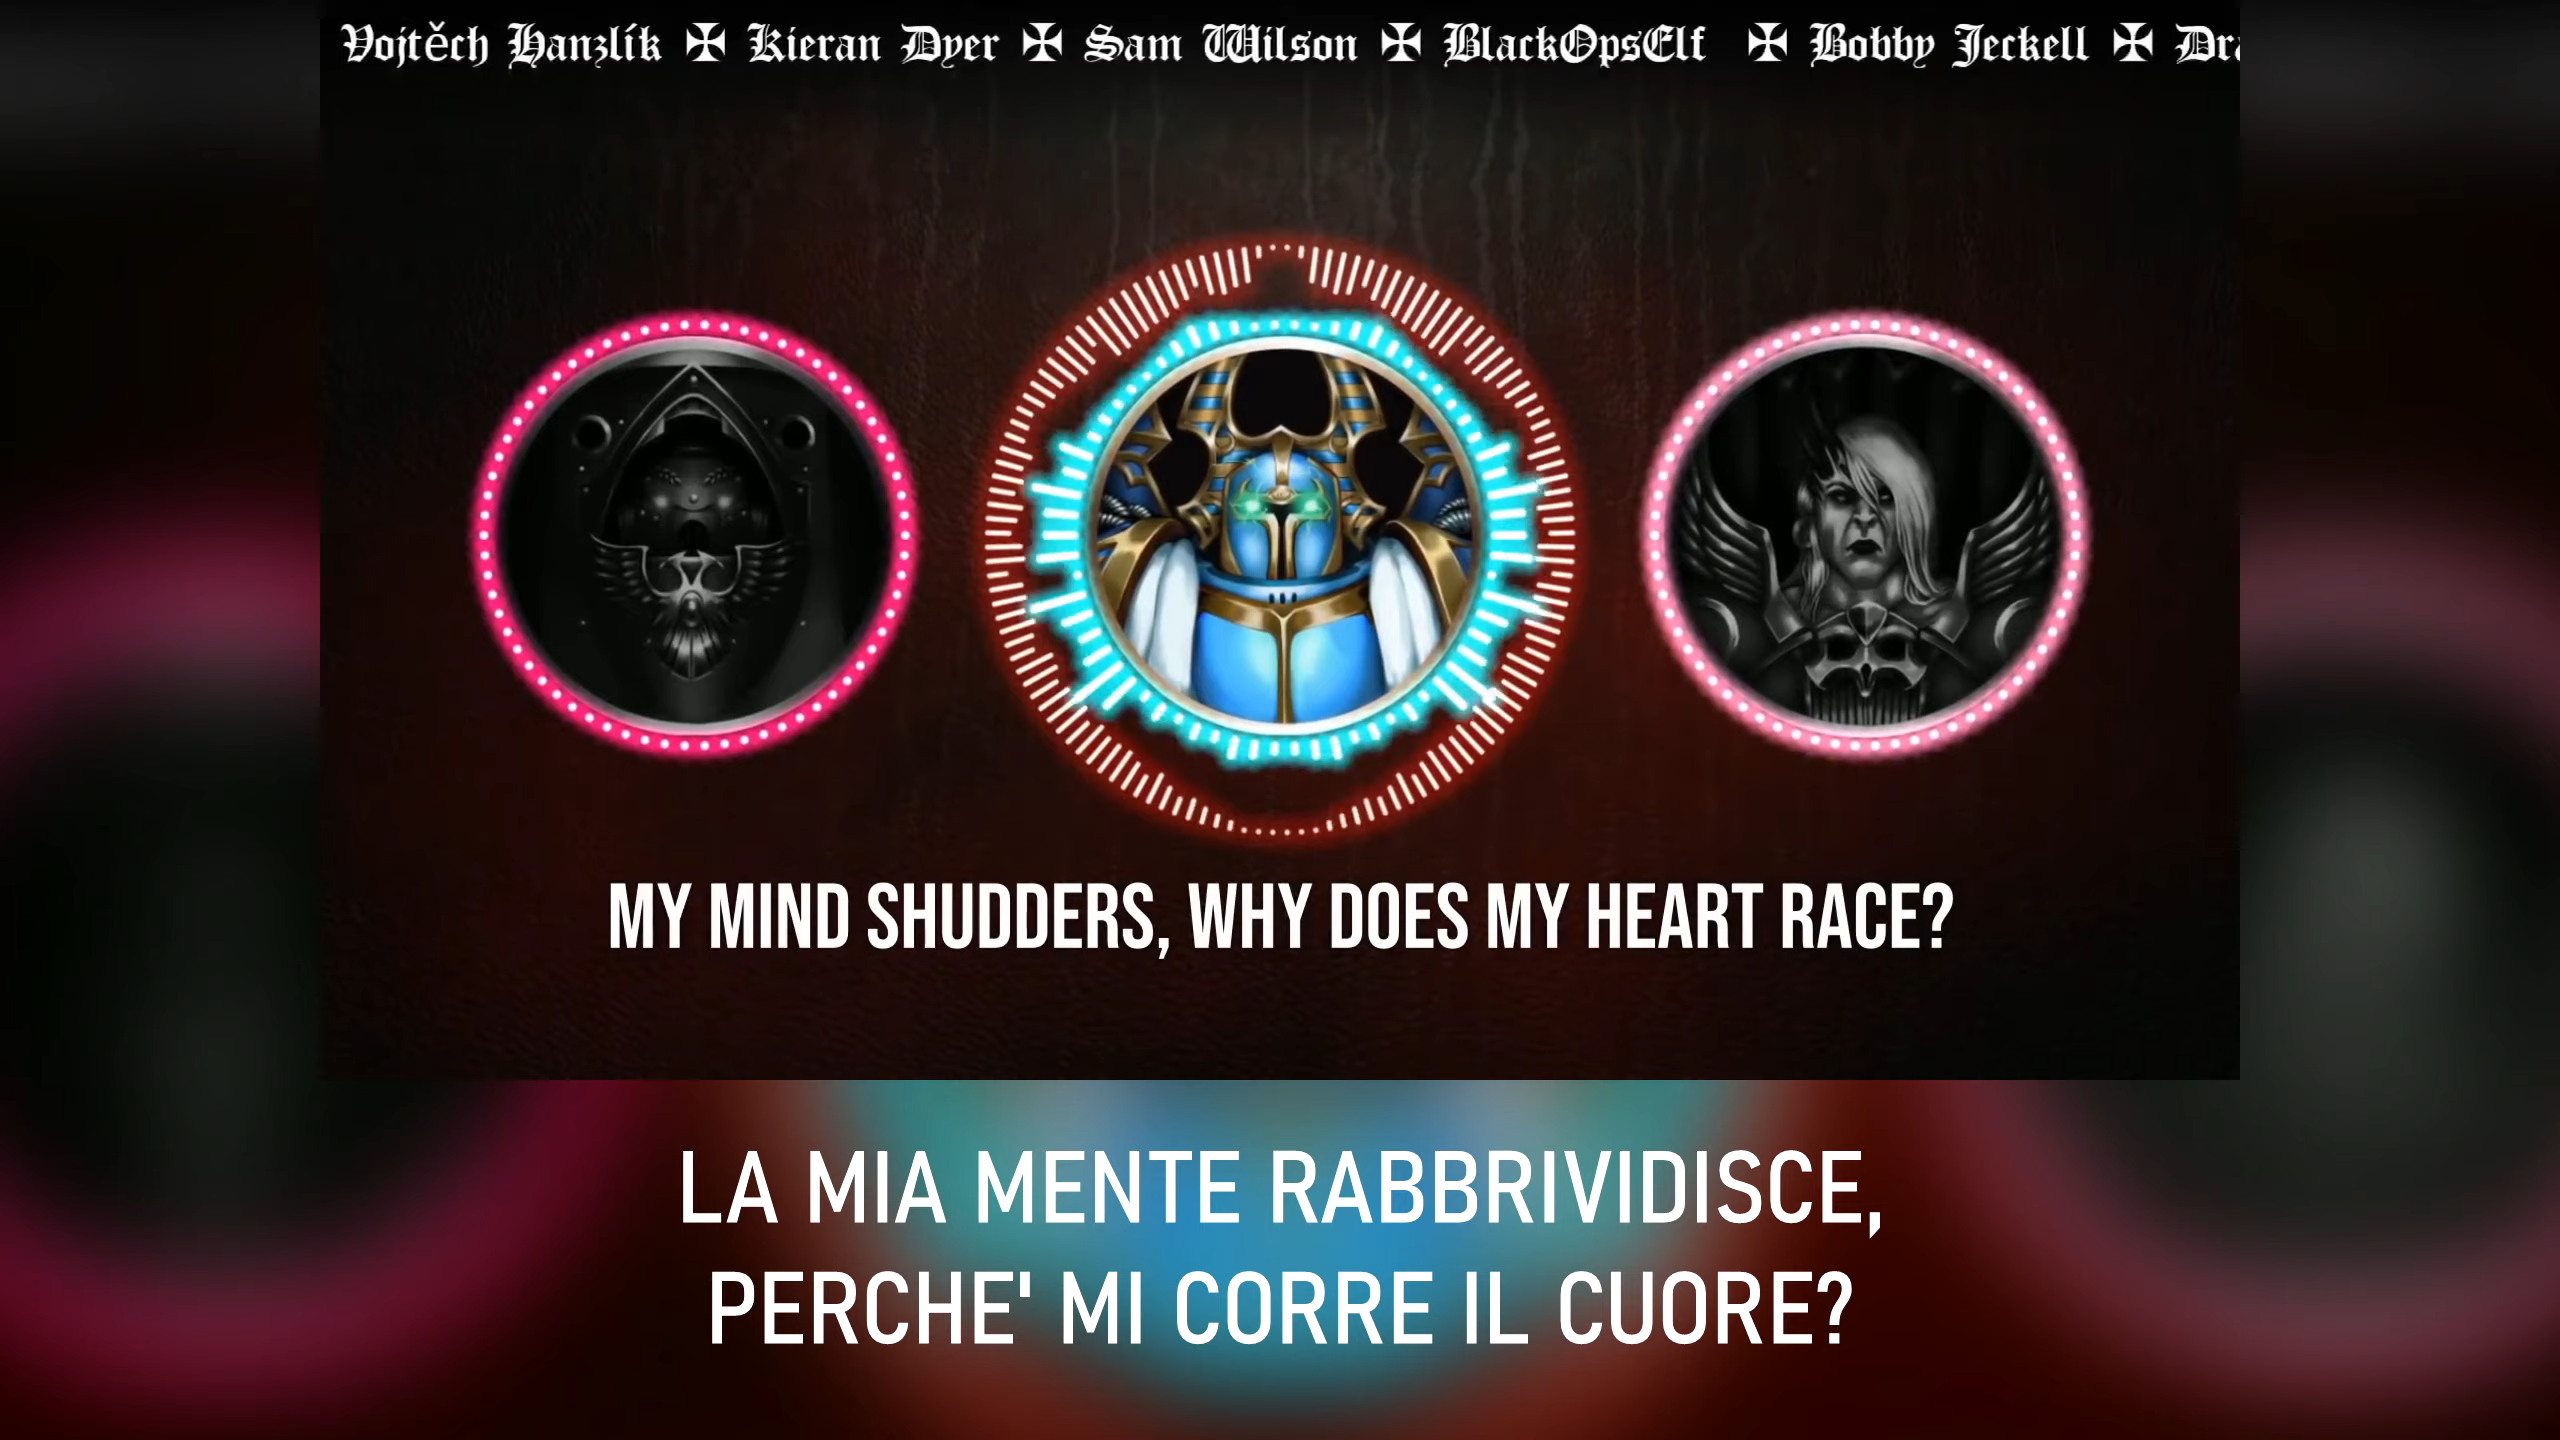 Vojtěch Hanzlík ✠ Kieran Dyer ✠ Sam Wilson ✠ BlackOpsElf ✠ Bobby Jeckell ✠
MY MIND SHUDDERS, WHY DOES MY HEART RACE?
LA MIA MENTE RABBRIVIDISCE,
PERCHE' MI CORRE IL CUORE?